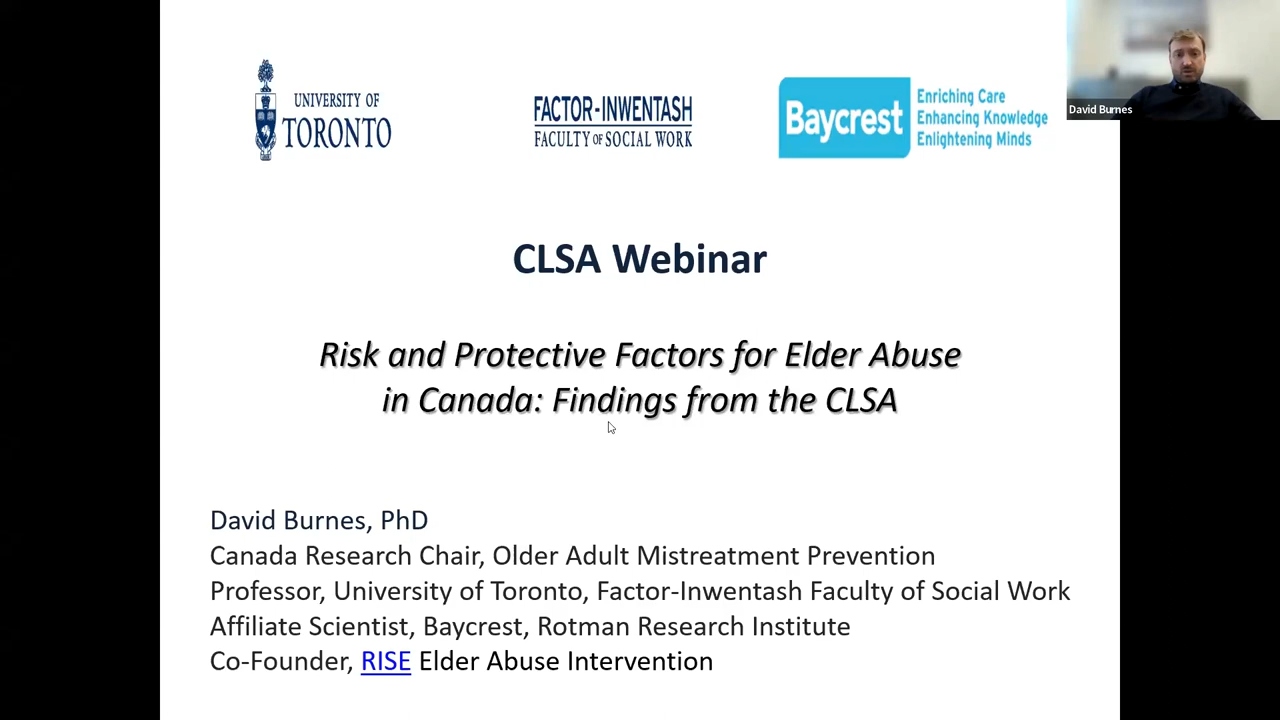 UNIVERSITY OF
TORONTO
FACTOR-INWENTASH
FACULTY OF SOCIAL WORK
Baycrest
Enriching Care
Enhancing Knowledge
Enlightening Minds
David Burnes
CLSA Webinar
Risk and Protective Factors for Elder Abuse
in Canada: Findings from the CLSA
David Burnes, PhD
Canada Research Chair, Older Adult Mistreatment Prevention
Professor, University of Toronto, Factor-Inwentash Faculty of Social Work
Affiliate Scientist, Baycrest, Rotman Research Institute
Co-Founder, RISE Elder Abuse Intervention